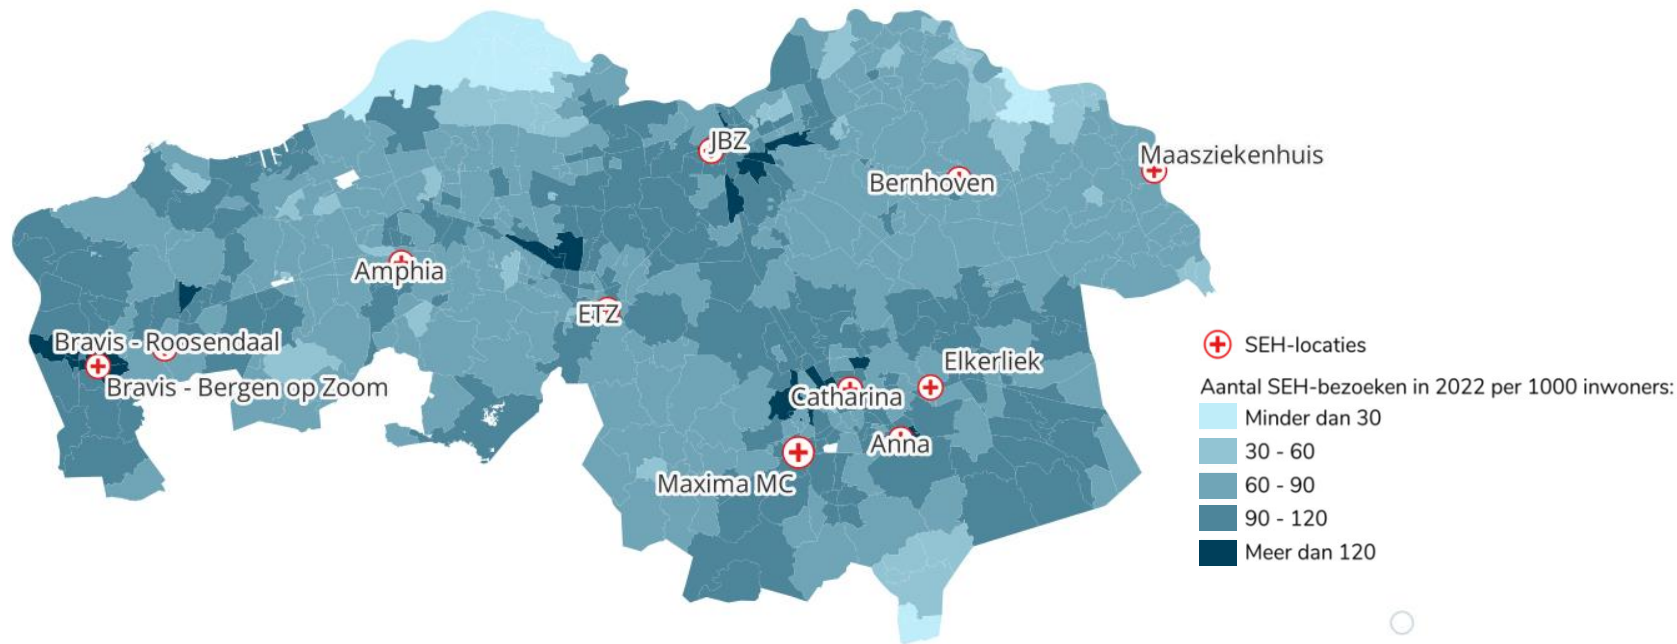 JBZ
Maasziekenhuis
Bernhoven
Amphia
ETZ
Bravis - Roosendaal
Bravis - Bergen op Zoom
Elkerliek
Catharina
Anna
Maxima MC
SEH-locaties
Aantal SEH-bezoeken in 2022 per 1000 inwoners:
Minder dan 30
30 - 60
60 - 90
90 - 120
Meer dan 120